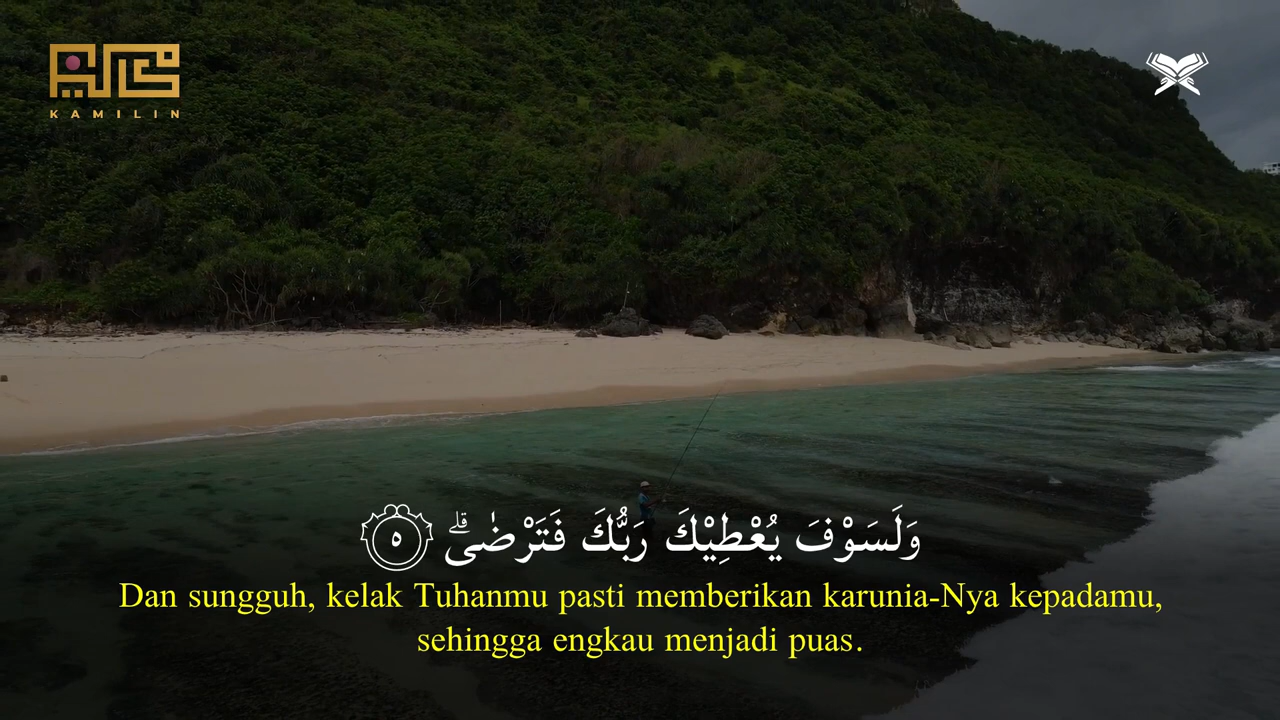 KAMILIN
وَلَسَوْفَ يُعْطِيْكَ رَبُّكَ فَتَرْضٰىۗ ٥
Dan sungguh, kelak Tuhanmu pasti memberikan karunia-Nya kepadamu,
sehingga engkau menjadi puas.